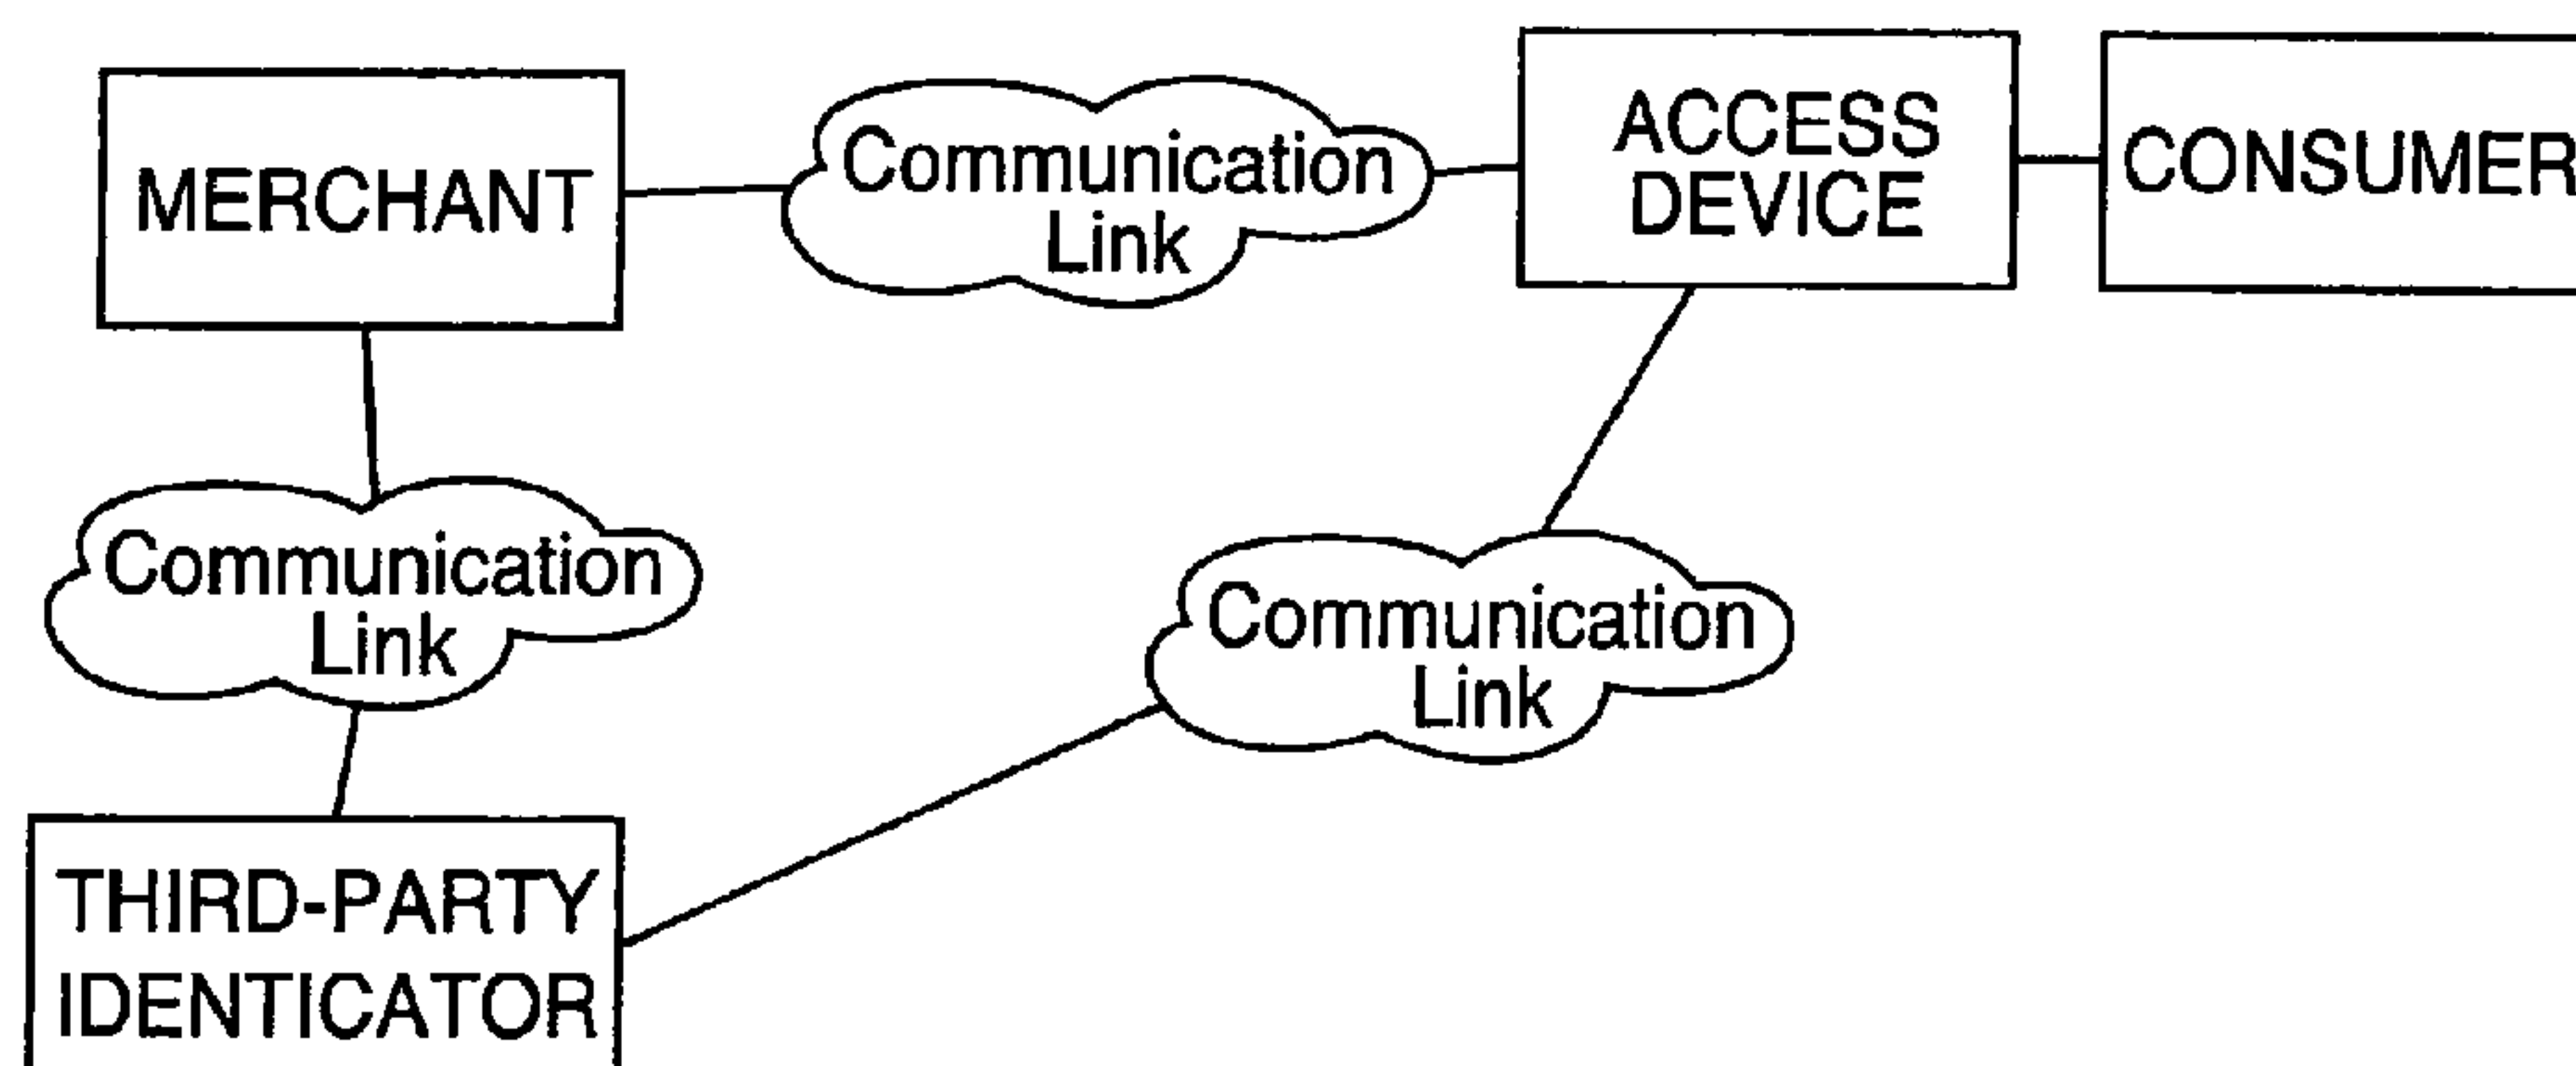 MERCHANT
Communication
Link
ACCESS
DEVICE
CONSUMER
Communication
Link
Communication
Link
THIRD-PARTY
IDENTICATOR